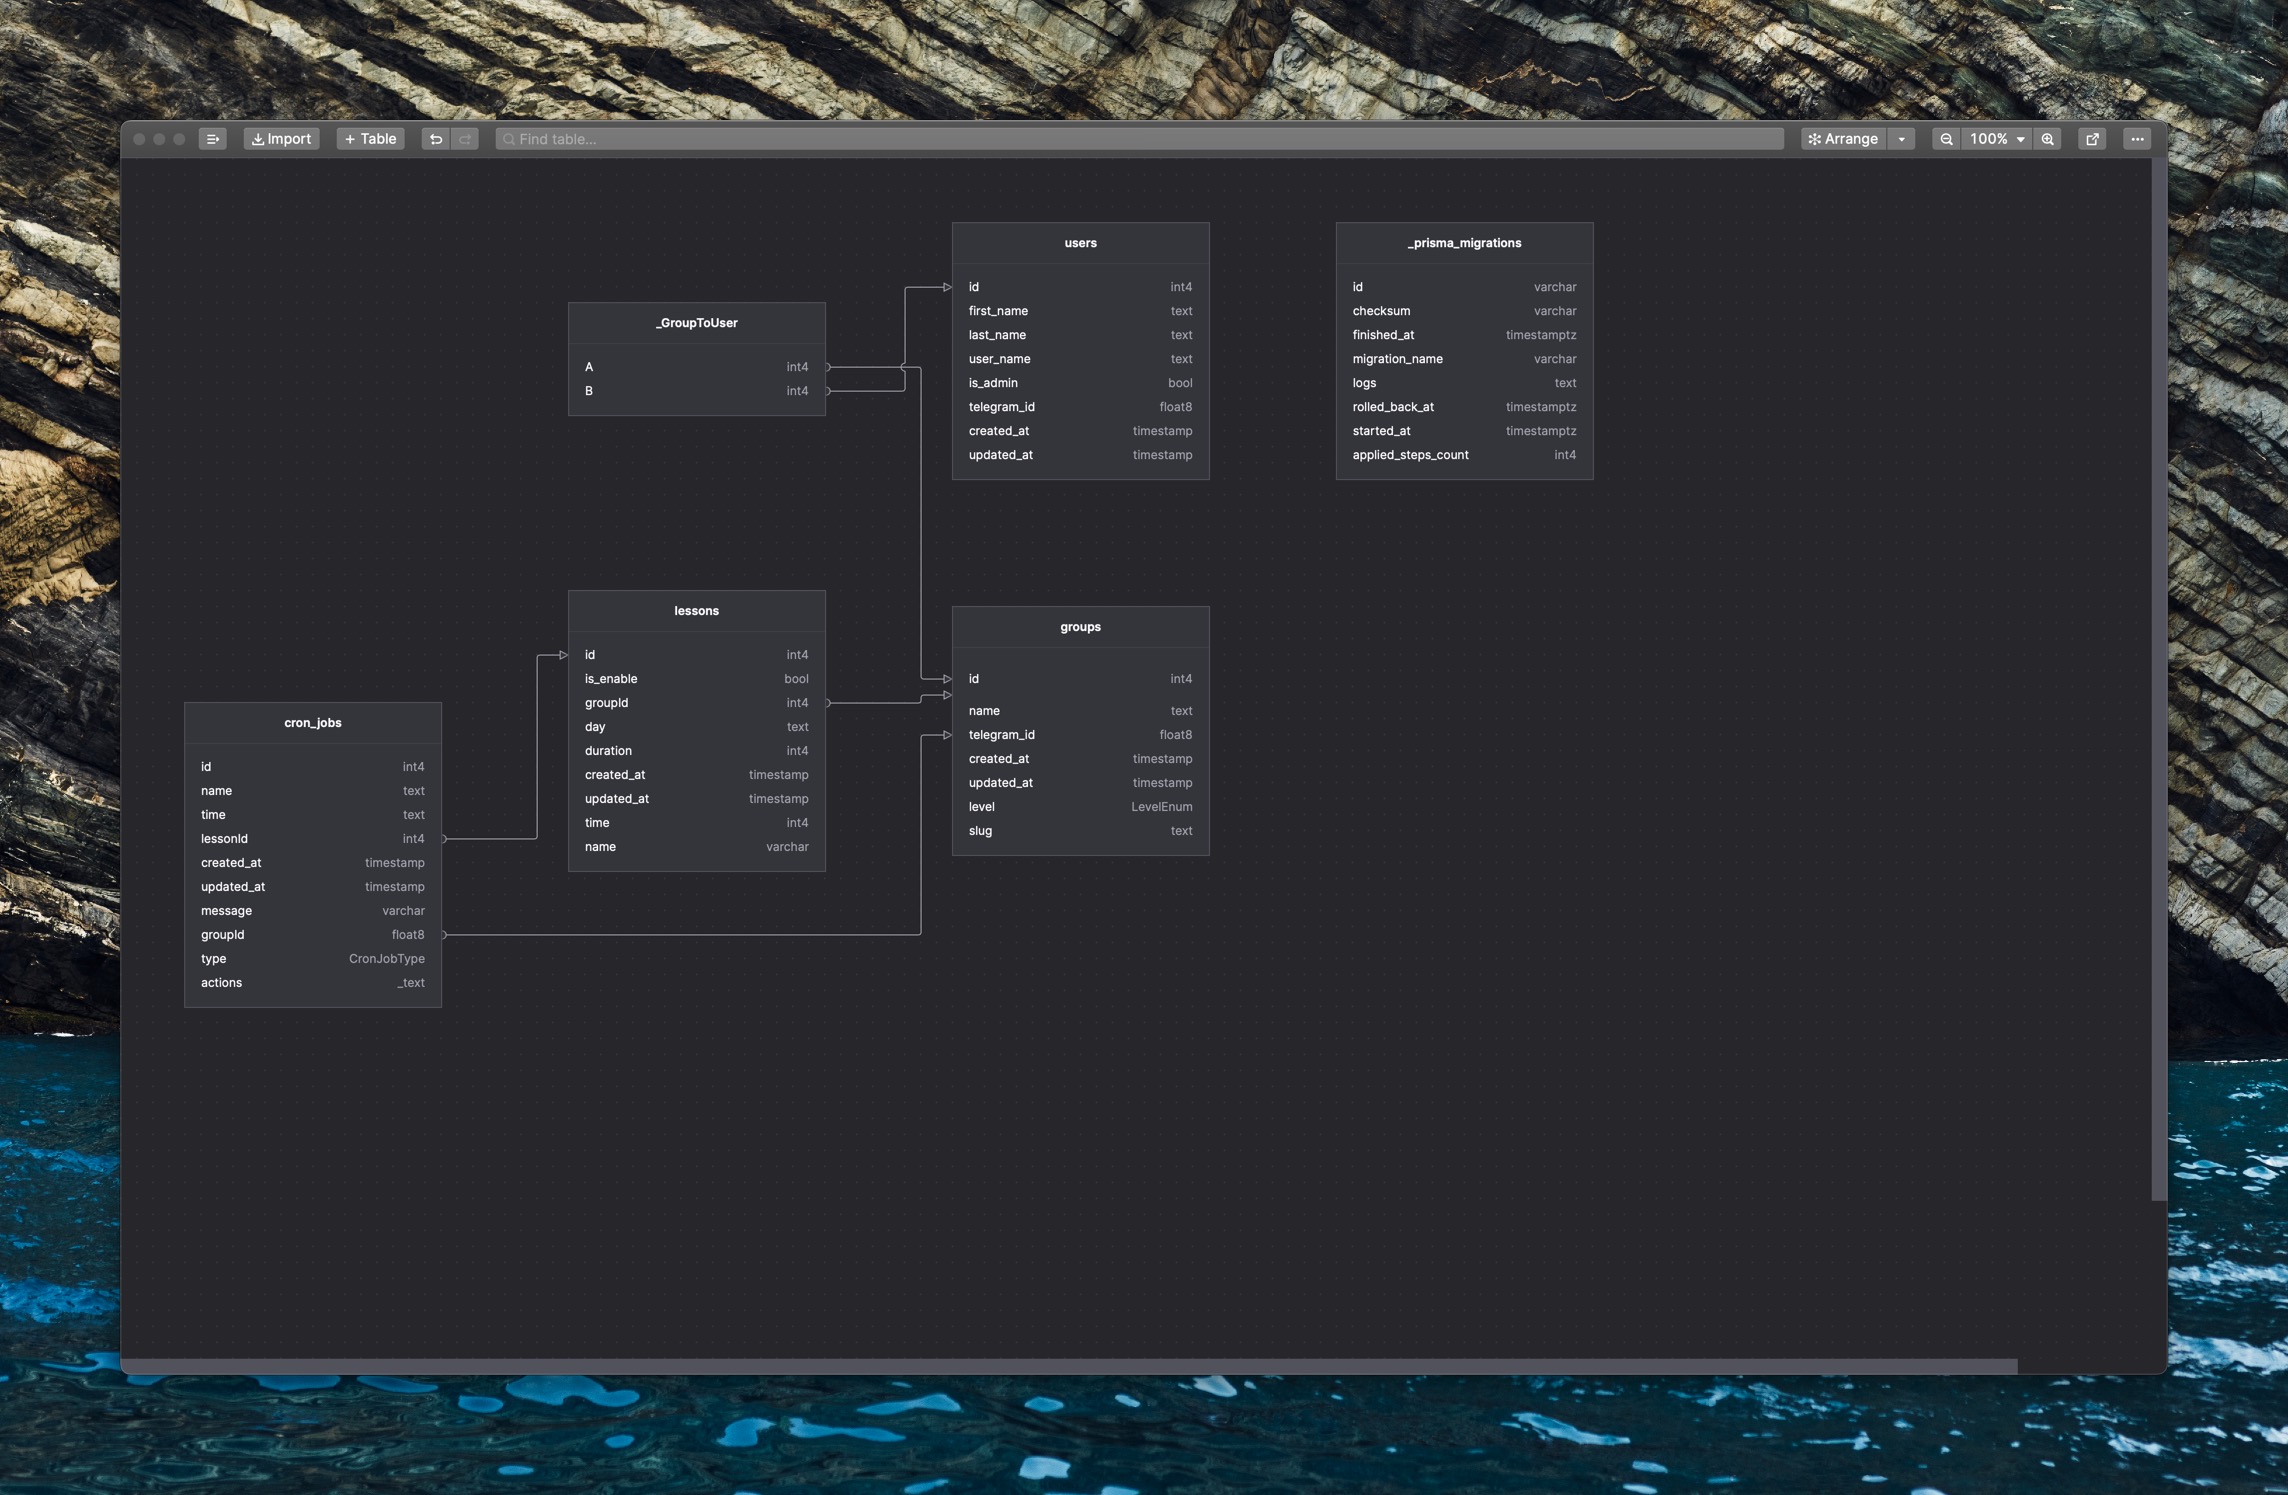 Import
+ Table
Find table...
Arrange
100%
users
id int4
first_name text
last_name text
user_name text
is_admin bool
telegram_id float8
created_at timestamp
updated_at timestamp
_prisma_migrations
id varchar
checksum varchar
finished_at timestamptz
migration_name varchar
logs text
rolled_back_at timestamptz
started_at timestamptz
applied_steps_count int4
_GroupToUser
A int4
B int4
lessons
id int4
is_enable bool
groupId int4
day text
duration int4
created_at timestamp
updated_at timestamp
time int4
name varchar
groups
id int4
name text
telegram_id float8
created_at timestamp
updated_at timestamp
level LevelEnum
slug text
cron_jobs
id int4
name text
time text
lessonId int4
created_at timestamp
updated_at timestamp
message varchar
groupId float8
type CronJobType
actions _text